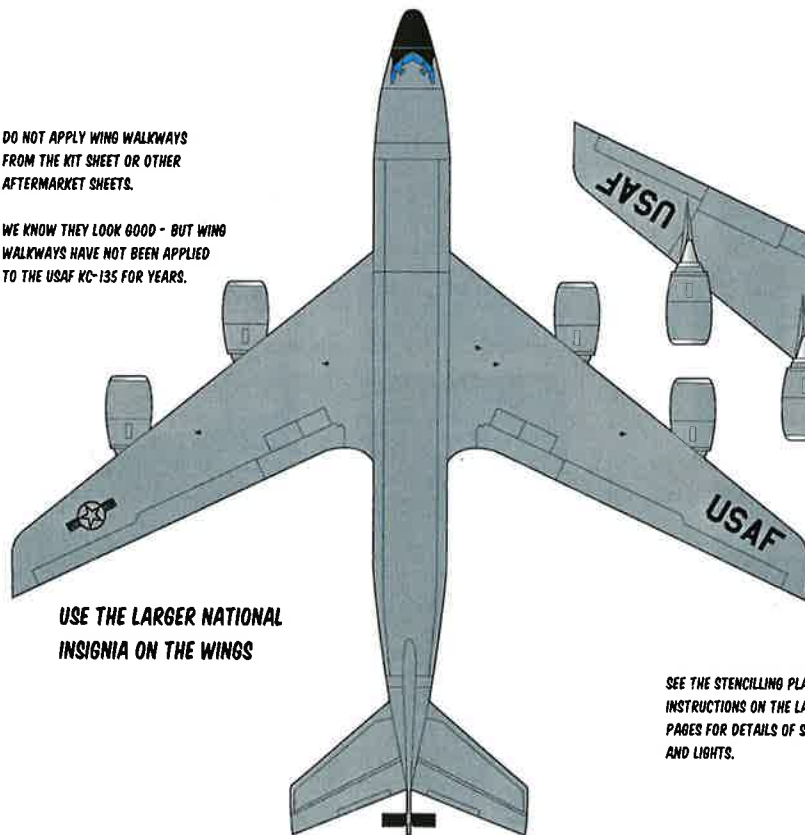 DO NOT APPLY WING WALKWAYS
FROM THE KIT SHEET OR OTHER
AFTERMARKET SHEETS.
WE KNOW THEY LOOK GOOD - BUT WING
WALKWAYS HAVE NOT BEEN APPLIED
TO THE USAF KC-135 FOR YEARS.
USAF
USAF
USE THE LARGER NATIONAL
INSIGNIA ON THE WINGS
SEE THE STENCILLING
INSTRUCTIONS ON THE
PAGES FOR DETAILS OF
AND LIGHTS.